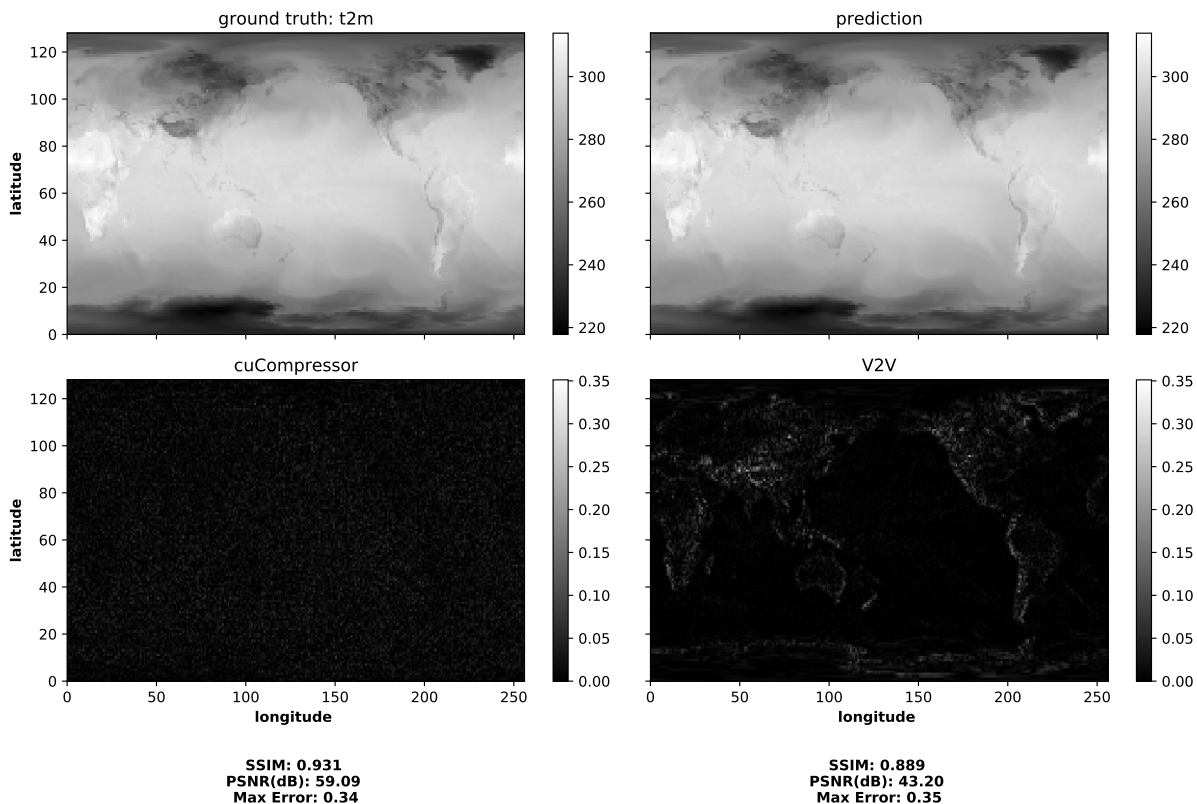 ground truth: t2m
prediction
120
100
80
60
40
20
0
latitude
300
280
260
240
220
300
280
260
240
220
cuCompressor
V2V
120
100
80
60
40
20
0
latitude
0.35
0.30
0.25
0.20
0.15
0.10
0.05
0.00
0.35
0.30
0.25
0.20
0.15
0.10
0.05
0.00
0 50 100 150 200 250
longitude
0 50 100 150 200 250
longitude
SSIM: 0.931
PSNR(dB): 59.09
Max Error: 0.34
SSIM: 0.889
PSNR(dB): 43.20
Max Error: 0.35